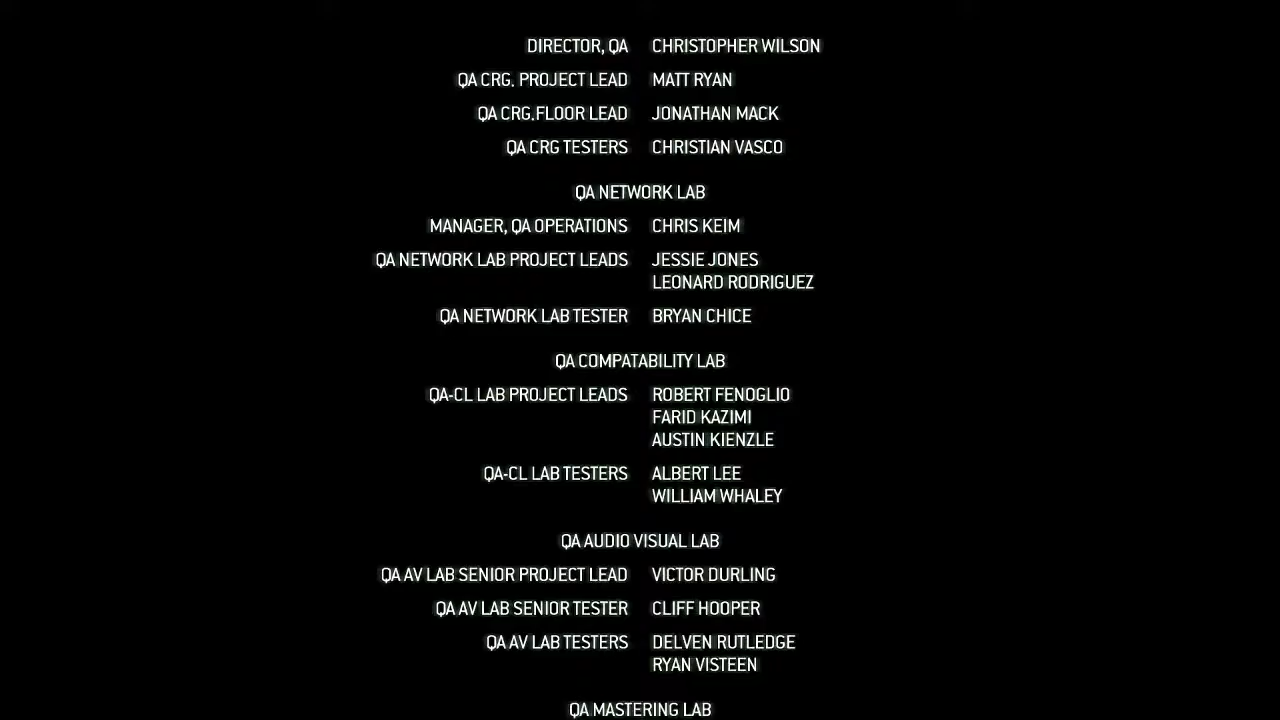 DIRECTOR, QA CHRISTOPHER WILSON
QA CRG. PROJECT LEAD MATT RYAN
QA CRG.FLOOR LEAD JONATHAN MACK
QA CRG TESTERS CHRISTIAN VASCO
QA NETWORK LAB
MANAGER, QA OPERATIONS CHRIS KEIM
QA NETWORK LAB PROJECT LEADS JESSIE JONES
LEONARD RODRIGUEZ
QA NETWORK LAB TESTER BRYAN CHICE
QA COMPATABILITY LAB
QA-CL LAB PROJECT LEADS ROBERT FENOGLIO
FARID KAZIMI
AUSTIN KIENZLE
QA-CL LAB TESTERS ALBERT LEE
WILLIAM WHALEY
QA AUDIO VISUAL LAB
QA AV LAB SENIOR PROJECT LEAD VICTOR DURLING
QA AV LAB SENIOR TESTER CLIFF HOOPER
QA AV LAB TESTERS DELVEN RUTLEDGE
RYAN VISTEEN
QA MASTERING LAB